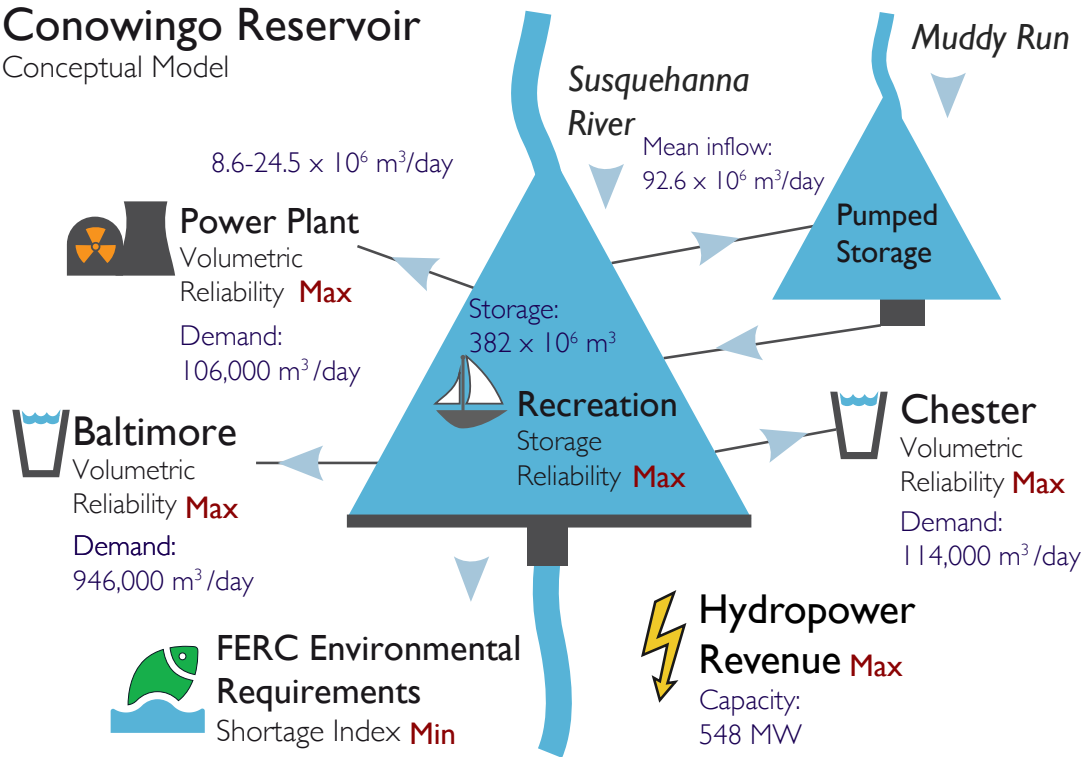 Conowingo Reservoir
Conceptual Model
Muddy Run
Susquehanna
River
Mean inflow:
92.6 x 10⁶ m³/day
8.6-24.5 x 10⁶ m³/day
Power Plant
Volumetric
Reliability Max
Demand:
106,000 m³/day
Pumped
Storage
Storage:
382 x 10⁶ m³
Recreation
Storage
Reliability Max
Baltimore
Volumetric
Reliability Max
Demand:
946,000 m³/day
Chester
Volumetric
Reliability Max
Demand:
114,000 m³/day
FERC Environmental
Requirements
Shortage Index Min
Hydropower
Revenue Max
Capacity:
548 MW